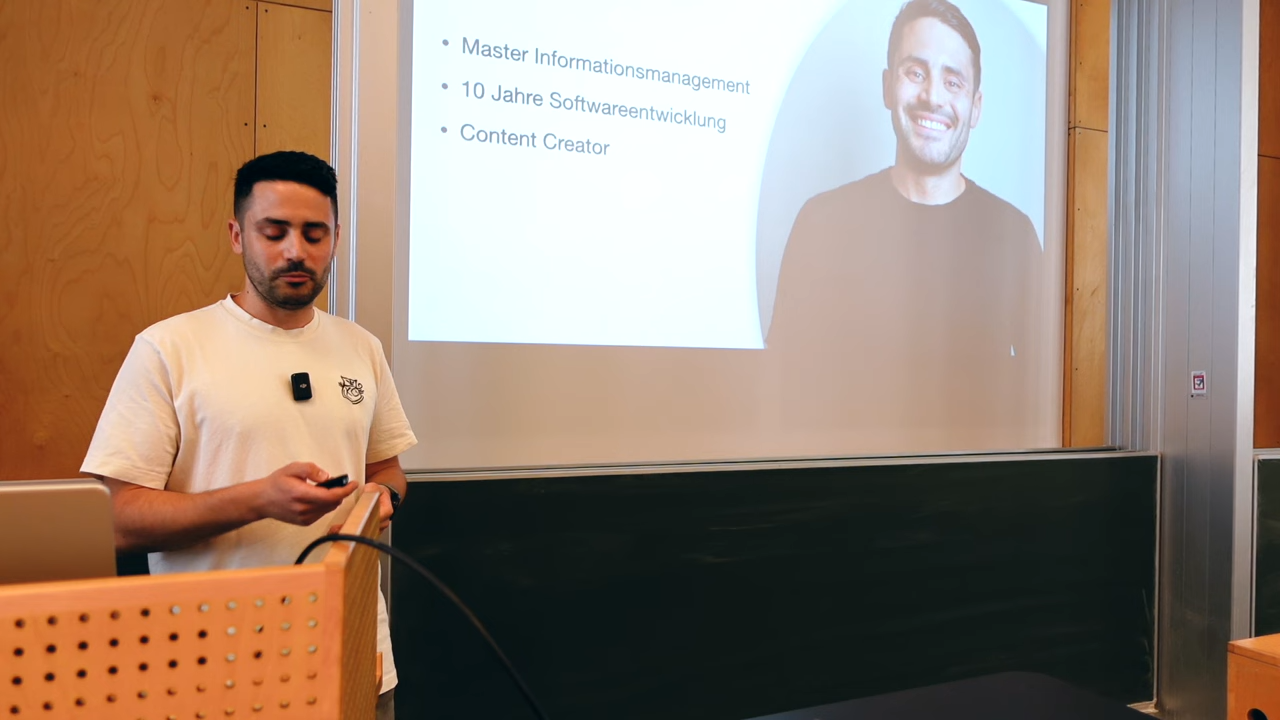 • Master Informationsmanagement
• 10 Jahre Softwareentwicklung
• Content Creator